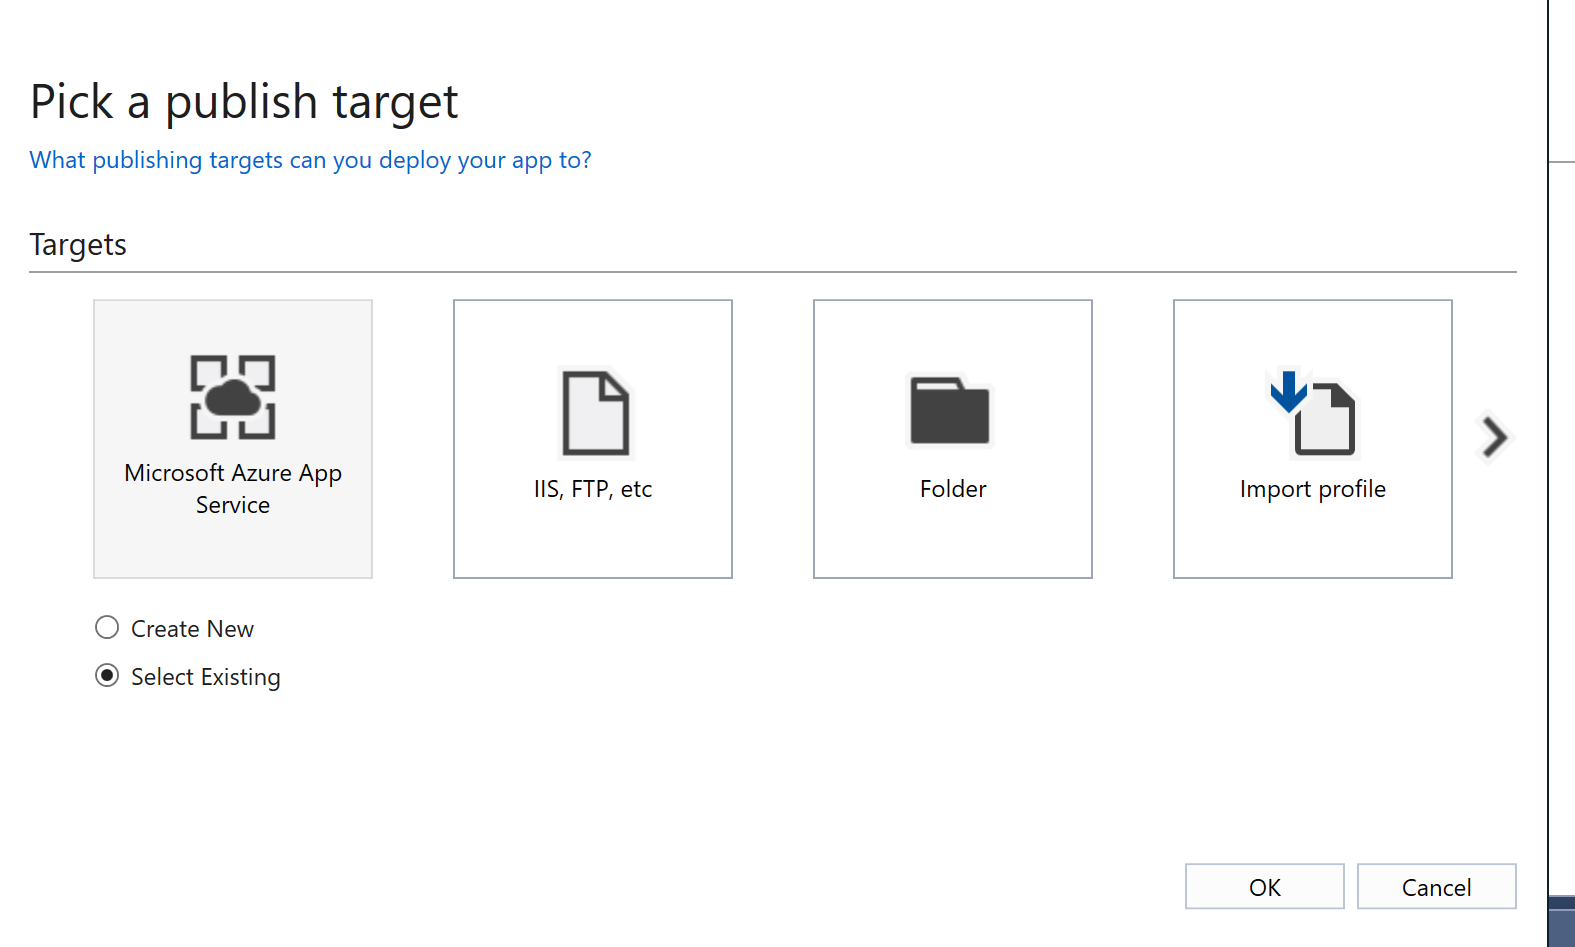 Pick a publish target
What publishing targets can you deploy your app to?
Targets
Microsoft Azure App
Service
IIS, FTP, etc
Folder
Import profile
Create New
Select Existing
OK
Cancel